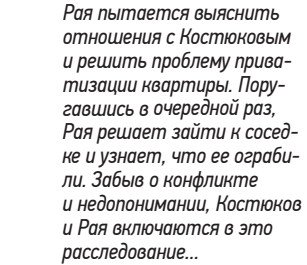 Рая пытается выяснить
отношения с Костюковым
и решить проблему прива-
тизации квартиры. Пору-
гавшись в очередной раз,
Рая решает зайти к сосед-
ке и узнает, что ее ограби-
ли. Забыв о конфликте
и недопонимании, Костюков
и Рая включаются в это
расследование...